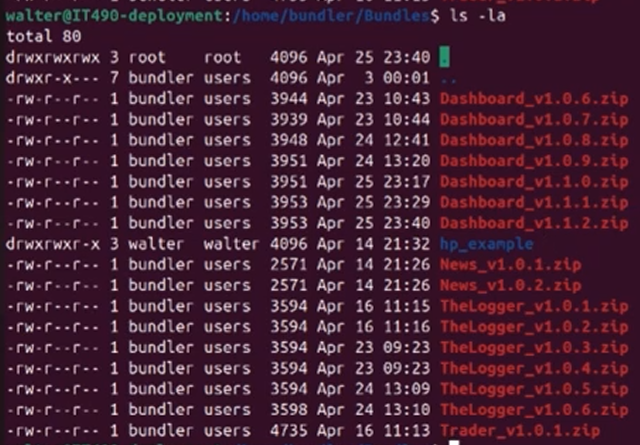 walter@IT490-deployment:/home/bundler/Bundles$ ls -la
total 80
drwxrwxrwx 3 root root 4096 Apr 25 23:40 .
drwxr-x--- 7 bundler users 4096 Apr 3 00:01 ..
-rw-r--r-- 1 bundler users 3944 Apr 23 10:43 Dashboard_v1.0.6.zip
-rw-r--r-- 1 bundler users 3939 Apr 23 10:44 Dashboard_v1.0.7.zip
-rw-r--r-- 1 bundler users 3948 Apr 24 12:41 Dashboard_v1.0.8.zip
-rw-r--r-- 1 bundler users 3951 Apr 24 13:20 Dashboard_v1.0.9.zip
-rw-r--r-- 1 bundler users 3951 Apr 25 23:17 Dashboard_v1.1.0.zip
-rw-r--r-- 1 bundler users 3953 Apr 25 23:29 Dashboard_v1.1.1.zip
-rw-r--r-- 1 bundler users 3953 Apr 25 23:40 Dashboard_v1.1.2.zip
drwxrwxr-x 3 walter walter 4096 Apr 14 21:32 hp_example
-rw-r--r-- 1 bundler users 2571 Apr 14 21:26 News_v1.0.1.zip
-rw-r--r-- 1 bundler users 2571 Apr 14 21:26 News_v1.0.2.zip
-rw-r--r-- 1 bundler users 3594 Apr 16 11:15 TheLogger_v1.0.1.zip
-rw-r--r-- 1 bundler users 3594 Apr 16 11:16 TheLogger_v1.0.2.zip
-rw-r--r-- 1 bundler users 3594 Apr 23 09:23 TheLogger_v1.0.3.zip
-rw-r--r-- 1 bundler users 3594 Apr 23 09:23 TheLogger_v1.0.4.zip
-rw-r--r-- 1 bundler users 3594 Apr 24 13:09 TheLogger_v1.0.5.zip
-rw-r--r-- 1 bundler users 3598 Apr 24 13:10 TheLogger_v1.0.6.zip
-rw-r--r-- 1 bundler users 4735 Apr 16 11:13 Trader_v1.0.1.zip